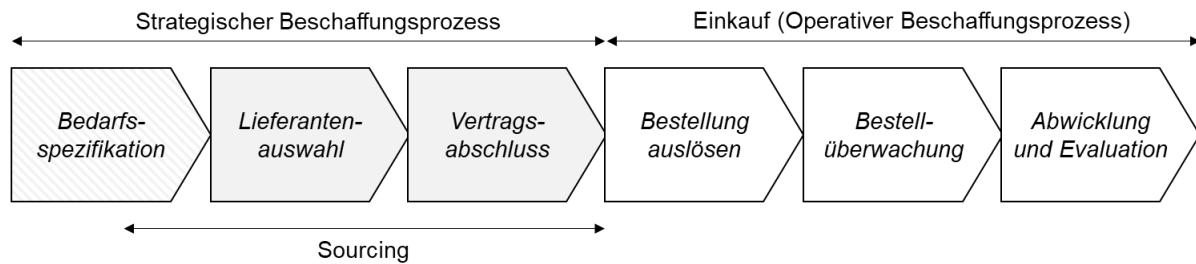 Strategischer Beschaffungsprozess
Einkauf (Operativer Beschaffungsprozess)
Bedarfs-
spezifikation
Lieferanten-
auswahl
Vertrags-
abschluss
Bestellung
auslösen
Bestell-
überwachung
Abwicklung
und Evaluation
Sourcing